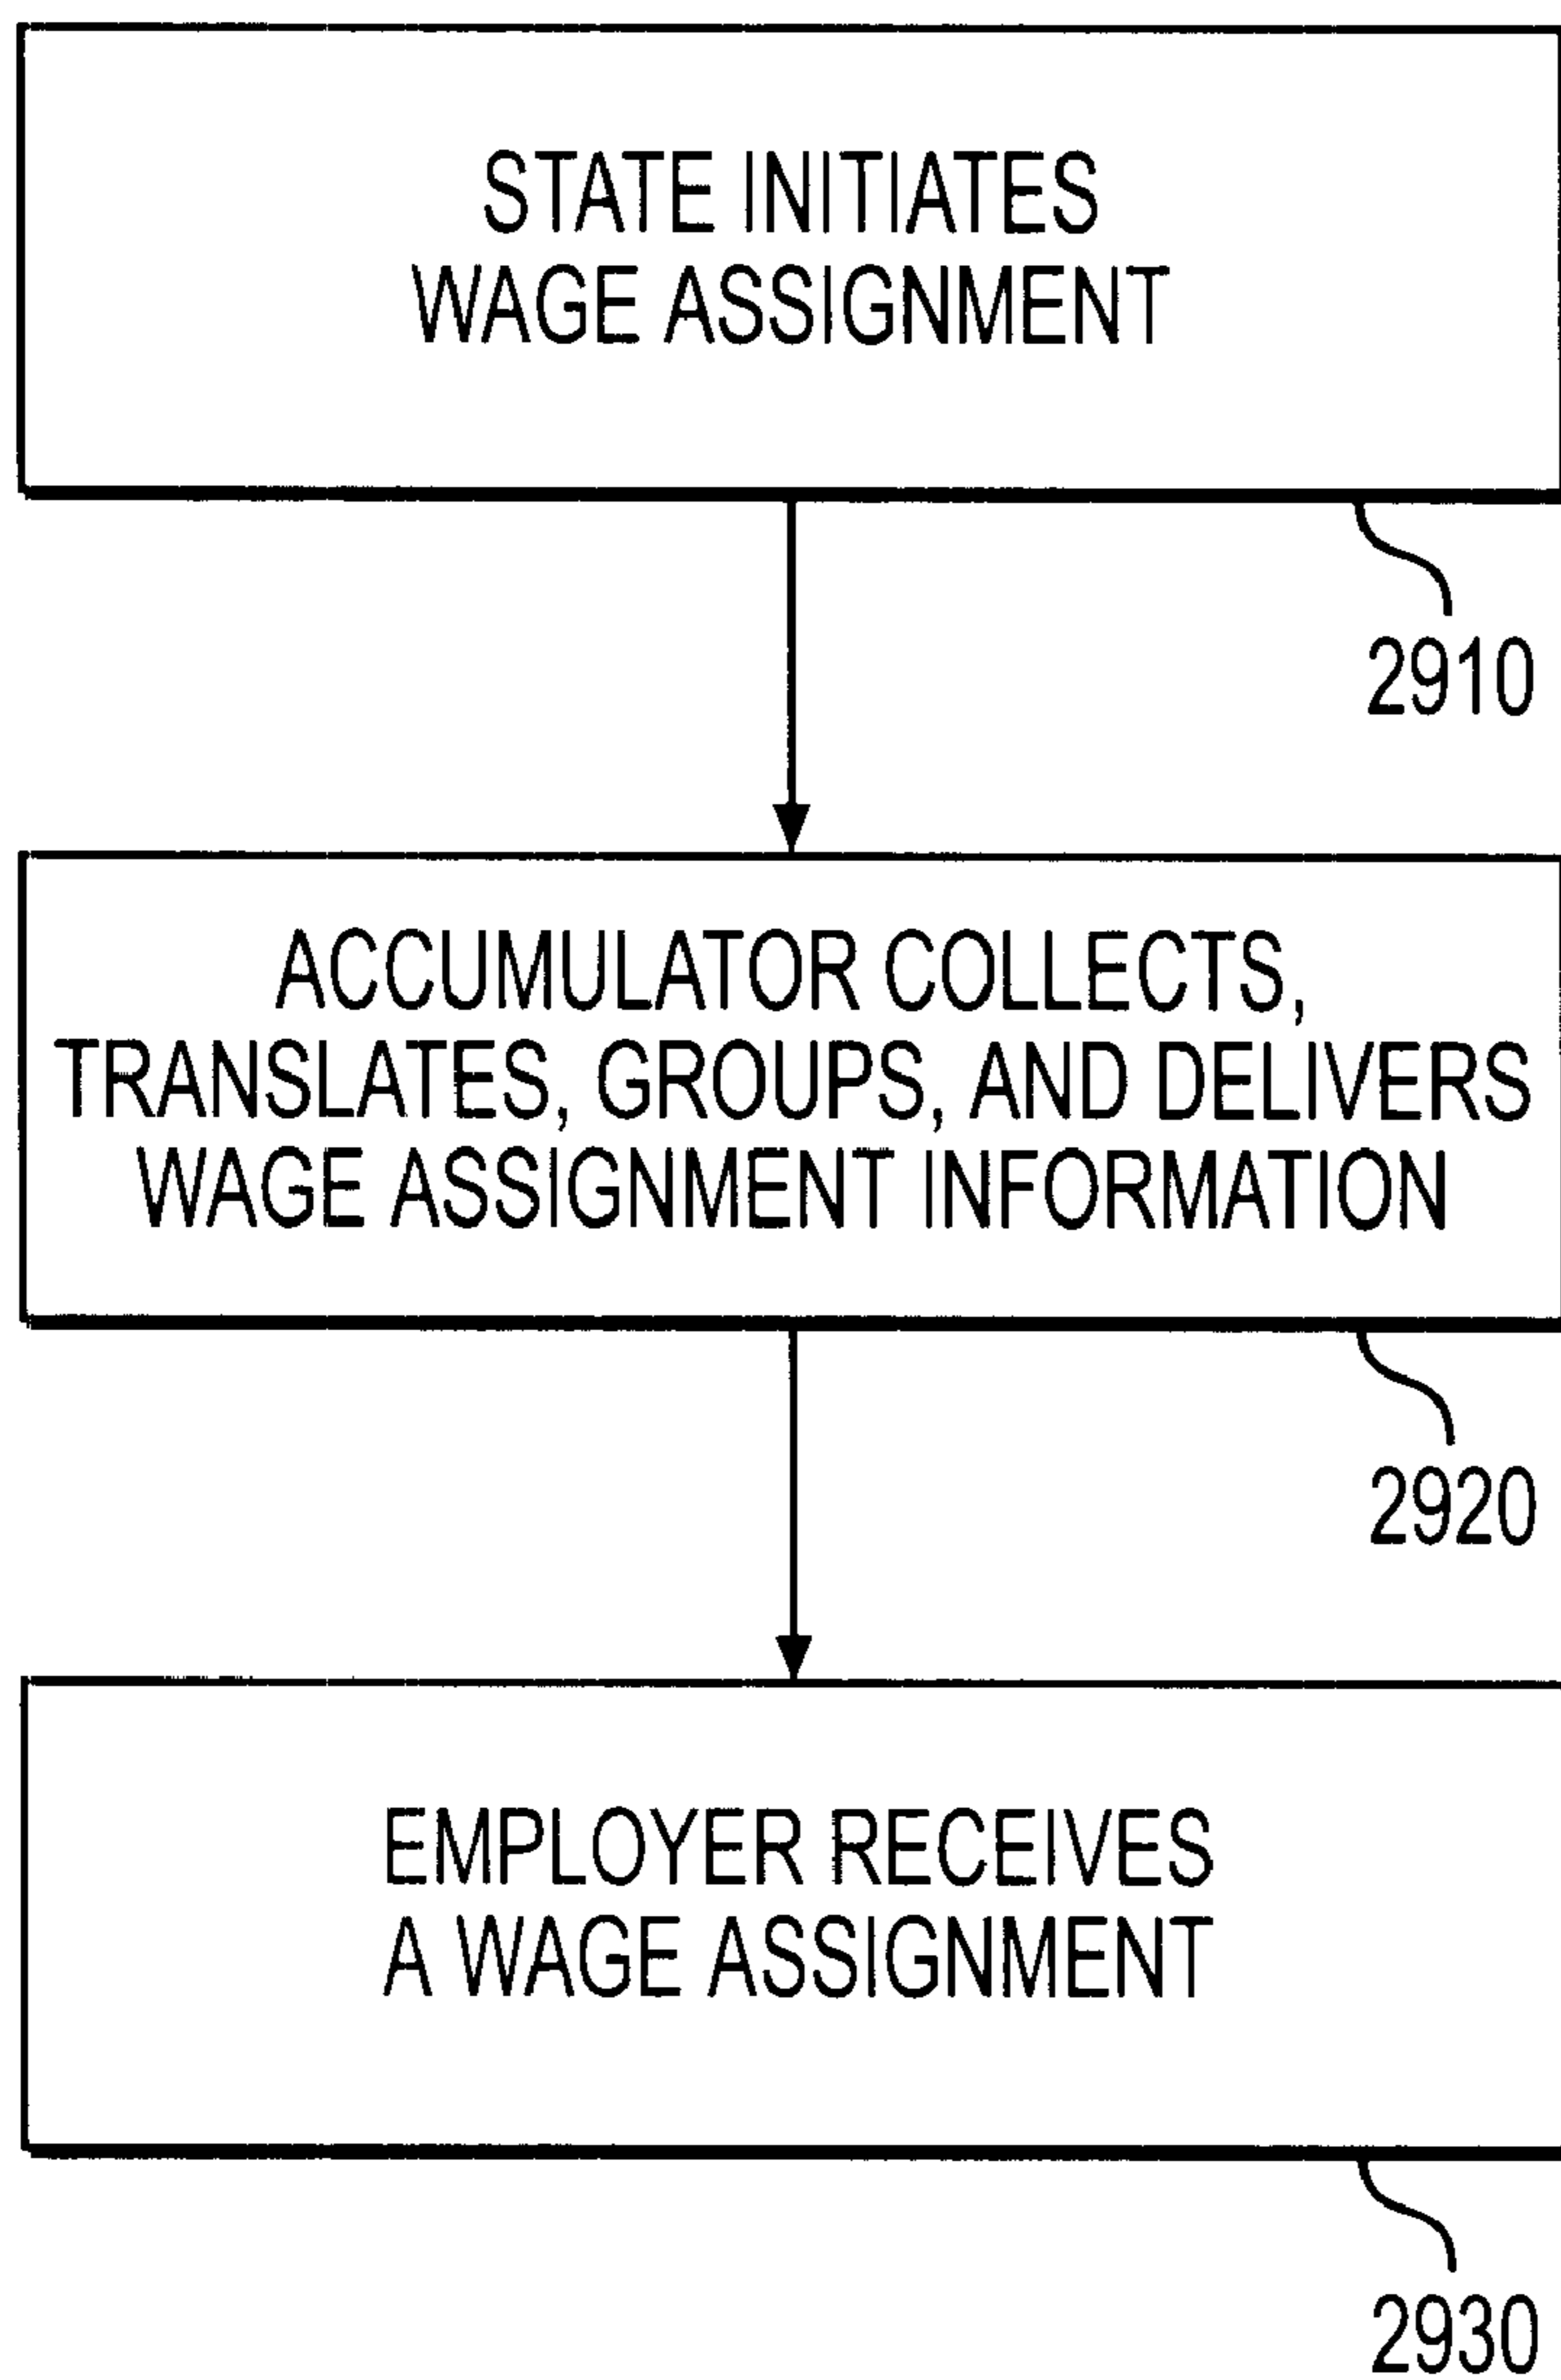 STATE INITIATES
WAGE ASSIGNMENT
2910
ACCUMULATOR COLLECTS,
TRANSLATES, GROUPS, AND DELIVERS
WAGE ASSIGNMENT INFORMATION
2920
EMPLOYER RECEIVES
A WAGE ASSIGNMENT
2930